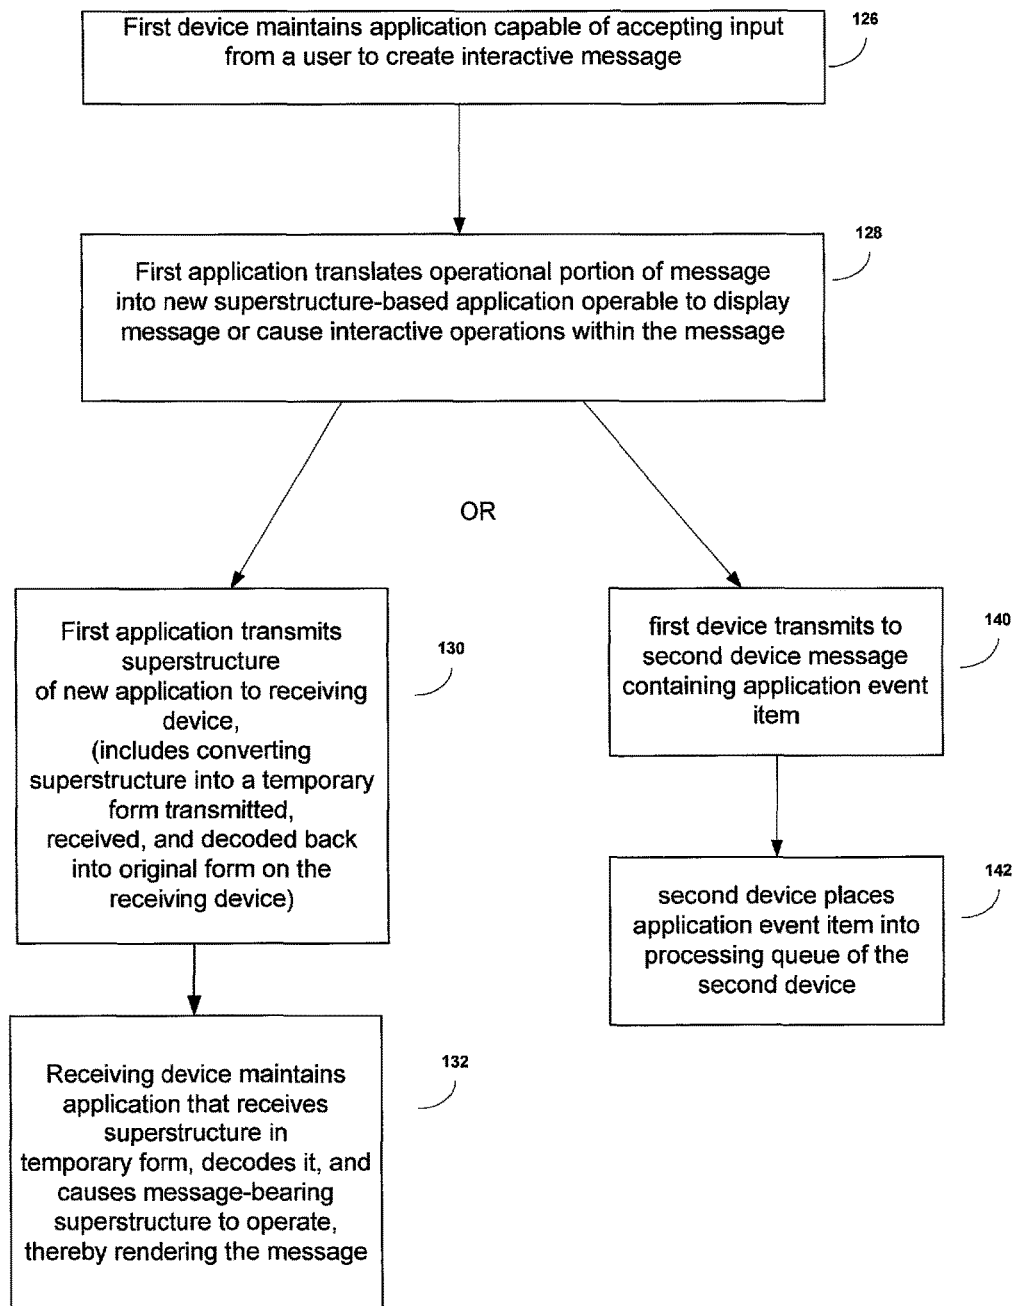 First device maintains application capable of accepting input
from a user to create interactive message
126
First application translates operational portion of message
into new superstructure-based application operable to display
message or cause interactive operations within the message
128
OR
First application transmits
superstructure
of new application to receiving
device,
(includes converting
superstructure into a temporary
form transmitted,
received, and decoded back
into original form on the
receiving device)
130
first device transmits to
second device message
containing application event
item
140
second device places
application event item into
processing queue of the
second device
142
Receiving device maintains
application that receives
superstructure in
temporary form, decodes it, and
causes message-bearing
superstructure to operate,
thereby rendering the message
132